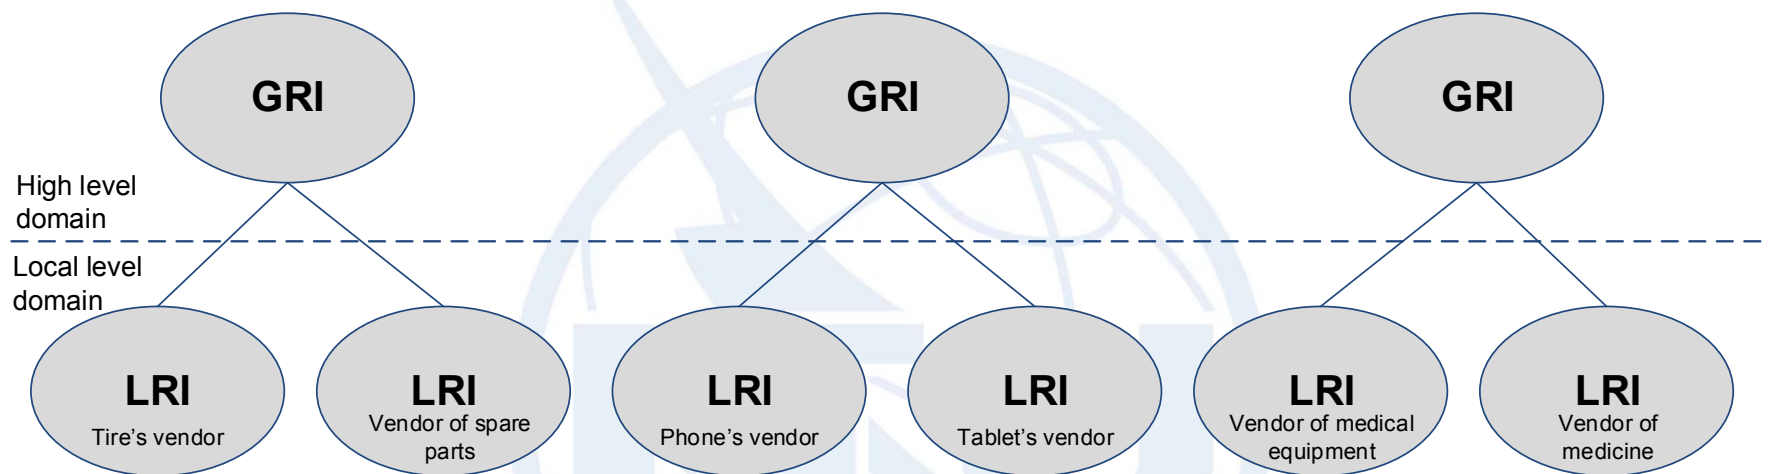 GRI
GRI
GRI
High level
domain
Local level
domain
LRI
Tire's vendor
LRI
Vendor of spare
parts
LRI
Phone's vendor
LRI
Tablet's vendor
LRI
Vendor of medical
equipment
LRI
Vendor of
medicine